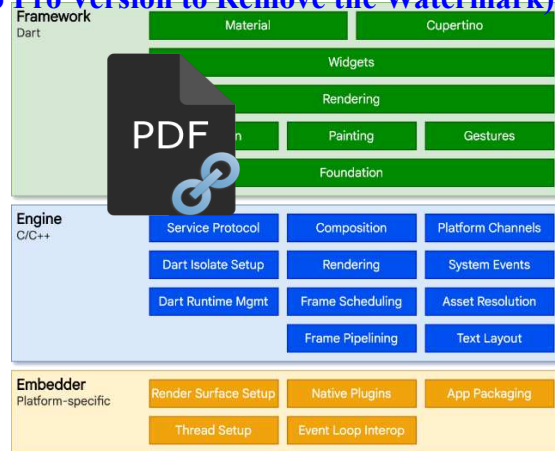 Pro Version to Remove the Watermark)
Framework
Dart
Material Cupertino
Widgets
Rendering
PDF
Painting Gestures
Foundation
Engine
C/C++
Service Protocol Composition Platform Channels
Dart Isolate Setup Rendering System Events
Dart Runtime Mgmt Frame Scheduling Asset Resolution
Frame Pipelining Text Layout
Embedder
Platform-specific
Render Surface Setup Native Plugins App Packaging
Thread Setup Event Loop Interop